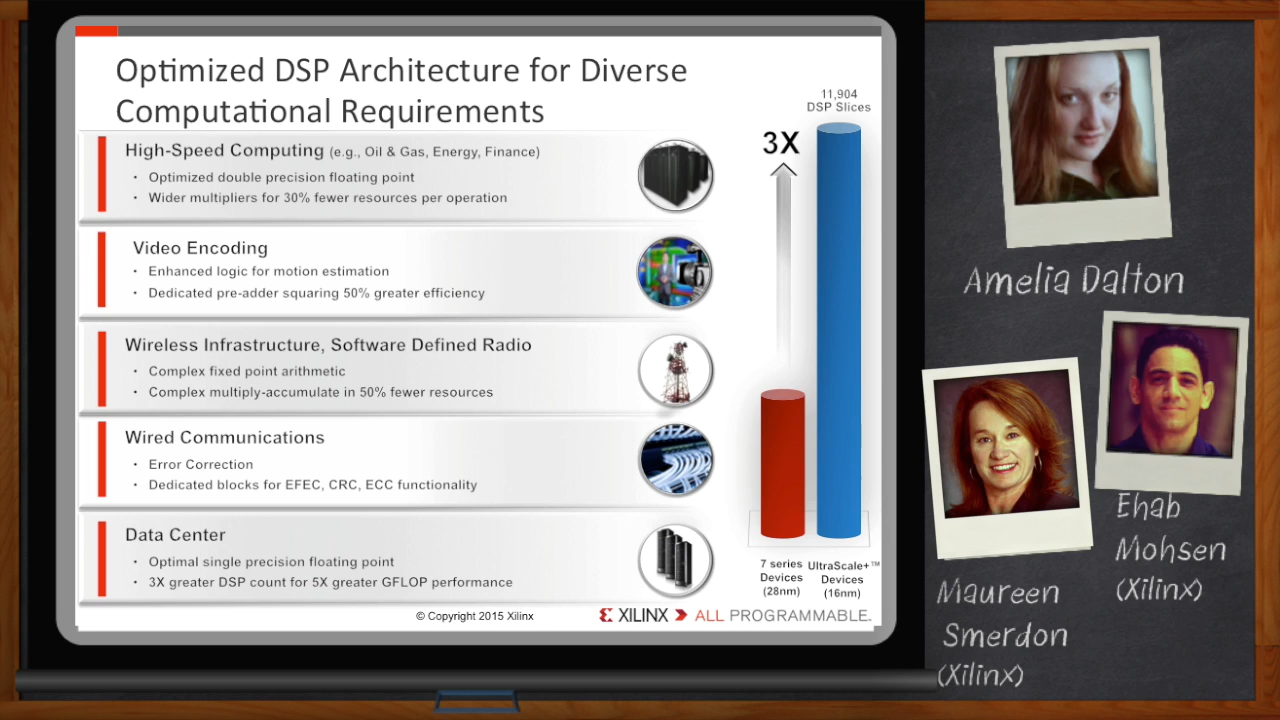 Optimized DSP Architecture for Diverse
Computational Requirements
High-Speed Computing (e.g., Oil & Gas, Energy, Finance)
• Optimized double precision floating point
• Wider multipliers for 30% fewer resources per operation
Video Encoding
• Enhanced logic for motion estimation
• Dedicated pre-adder squaring 50% greater efficiency
Wireless Infrastructure, Software Defined Radio
• Complex fixed point arithmetic
• Complex multiply-accumulate in 50% fewer resources
Wired Communications
• Error Correction
• Dedicated blocks for EFEC, CRC, ECC functionality
Data Center
• Optimal single precision floating point
• 3X greater DSP count for 5X greater GFLOP performance
11,904
DSP Slices
3X
7 series
Devices
(28nm)
UltraScale+™
Devices
(16nm)
© Copyright 2015 Xilinx
XILINX ALL PROGRAMMABLE.
Amelia Dalton
Ehab
Mohsen
(Xilinx)
Maureen
Smerdon
(Xilinx)